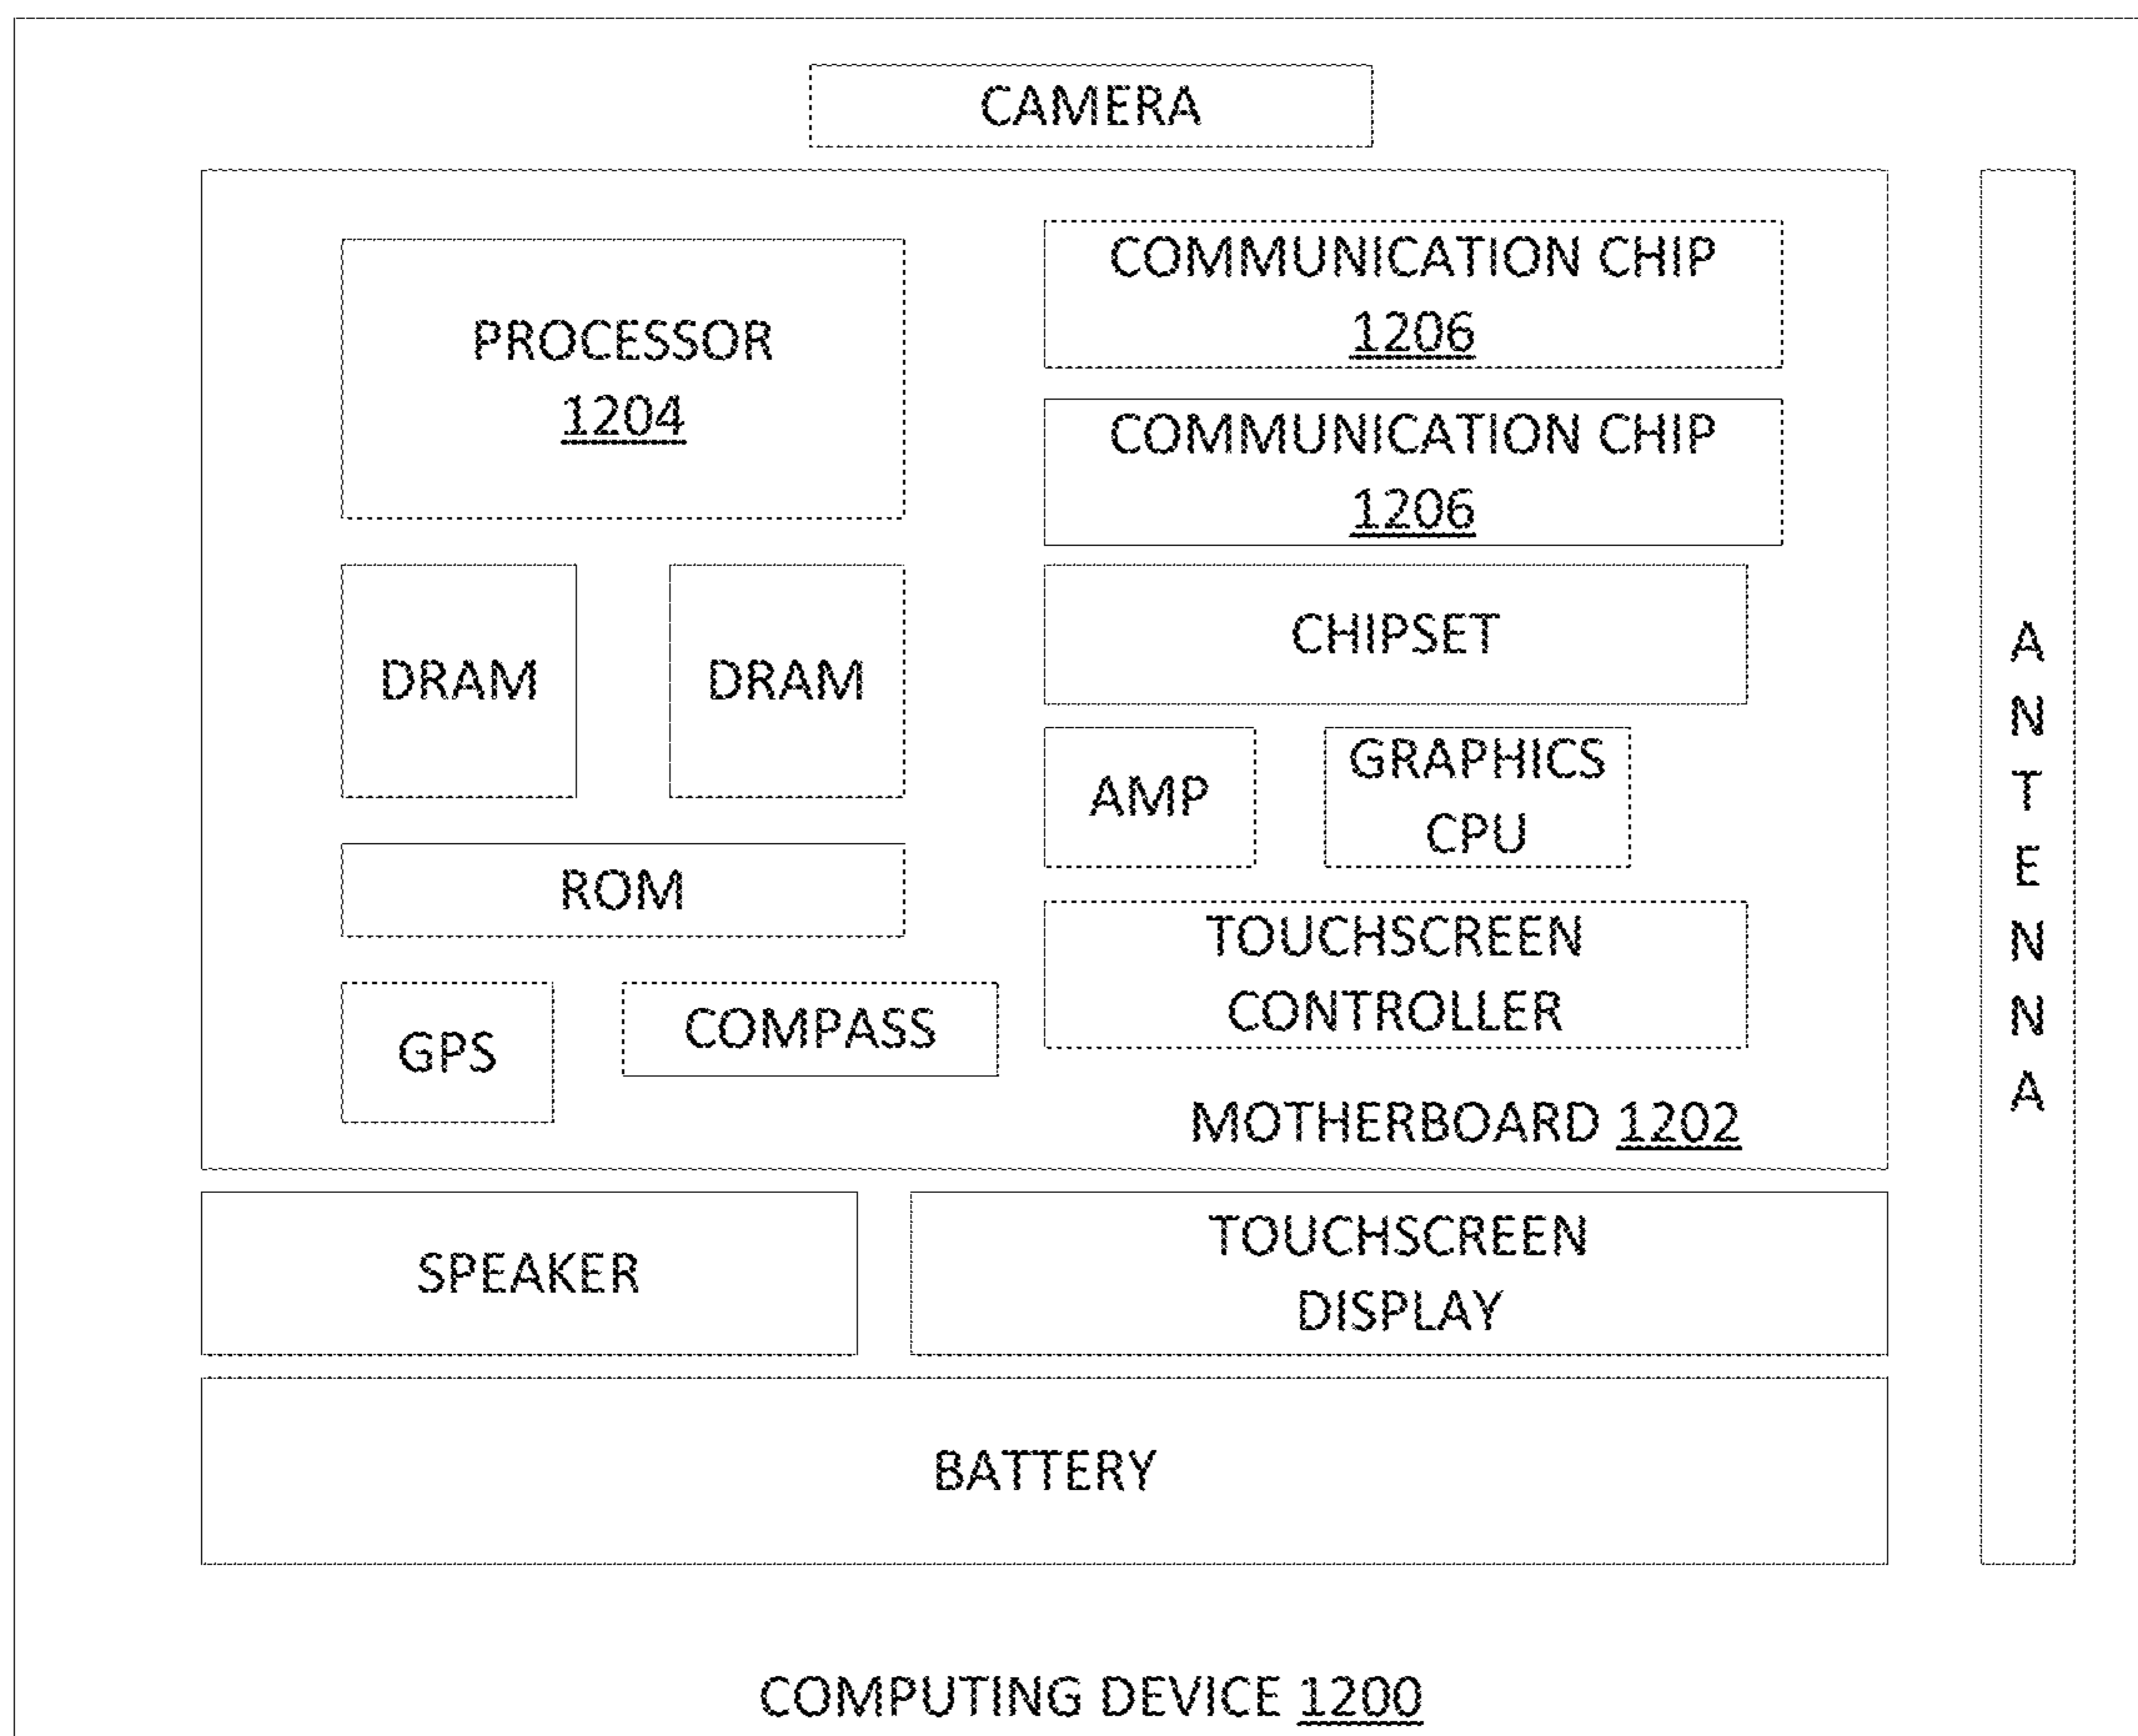 CAMERA
PROCESSOR
1204
COMMUNICATION CHIP
1206
COMMUNICATION CHIP
1206
DRAM
DRAM
CHIPSET
AMP
GRAPHICS
CPU
ROM
TOUCHSCREEN
CONTROLLER
GPS
COMPASS
MOTHERBOARD 1202
ANTENNA
SPEAKER
TOUCHSCREEN
DISPLAY
BATTERY
COMPUTING DEVICE 1200